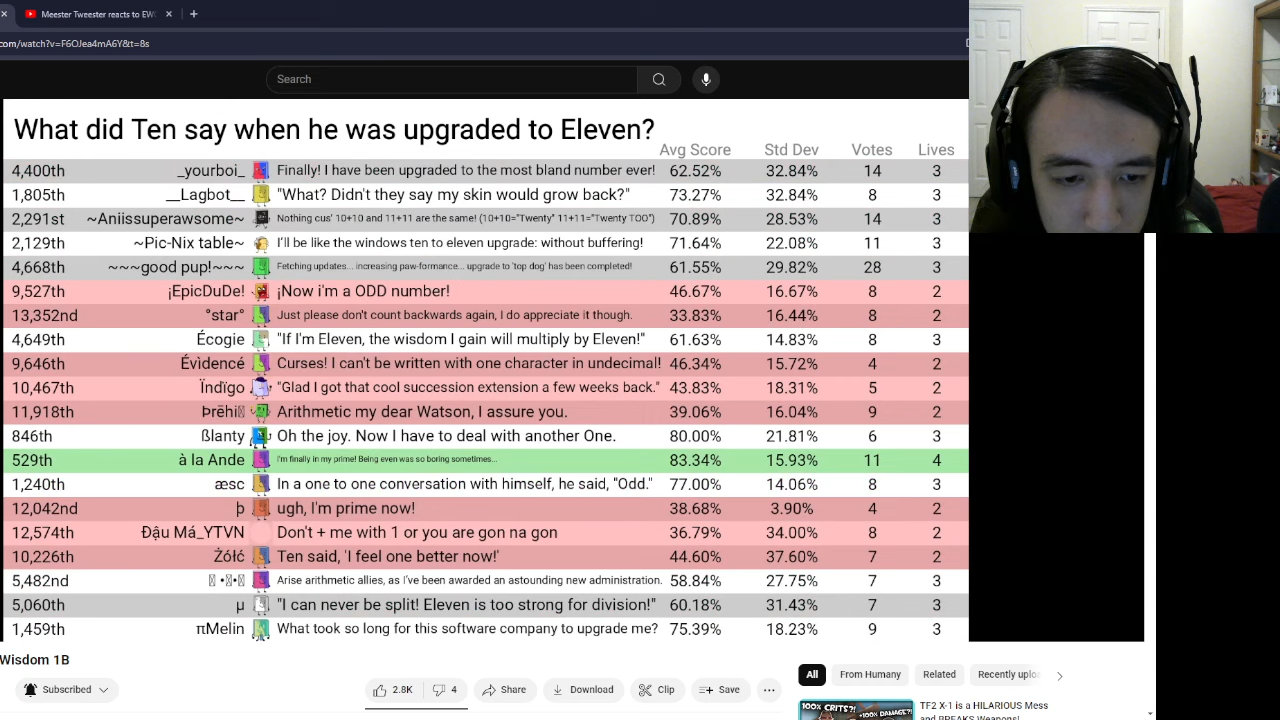 Meester Tweester reacts to EWO
com/watch?v=F6OJea4mA6Y&t=8s
Search
What did Ten say when he was upgraded to Eleven?
Avg Score Std Dev Votes Lives
4,400th _yourboi_ Finally! I have been upgraded to the most bland number ever! 62.52% 32.84% 14 3
1,805th __Lagbot__ "What? Didn't they say my skin would grow back?" 73.27% 32.84% 8 3
2,291st ~Aniissuperawsome~ Nothing cus' 10+10 and 11+11 are the same! (10+10="Twenty" 11+11="Twenty TOO") 70.89% 28.53% 14 3
2,129th ~Pic-Nix table~ I'll be like the windows ten to eleven upgrade: without buffering! 71.64% 22.08% 11 3
4,668th ~~~good pup!~~~ Fetching updates... increasing paw-formance... upgrade to 'top dog' has been completed! 61.55% 29.82% 28 3
9,527th ¡EpicDuDe! ¡Now i'm a ODD number! 46.67% 16.67% 8 2
13,352nd °star° Just please don't count backwards again, I do appreciate it though. 33.83% 16.44% 8 2
4,649th Écogie "If I'm Eleven, the wisdom I gain will multiply by Eleven!" 61.63% 14.83% 8 3
9,646th Évìdencé Curses! I can't be written with one character in undecimal! 46.34% 15.72% 4 2
10,467th Ïndïgo "Glad I got that cool succession extension a few weeks back." 43.83% 18.31% 5 2
11,918th Þrēhi Arithmetic my dear Watson, I assure you. 39.06% 16.04% 9 2
846th ßlanty Oh the joy. Now I have to deal with another One. 80.00% 21.81% 6 3
529th à la Ande I'm finally in my prime! Being even was so boring sometimes... 83.34% 15.93% 11 4
1,240th æsc In a one to one conversation with himself, he said, "Odd." 77.00% 14.06% 8 3
12,042nd þ ugh, I'm prime now! 38.68% 3.90% 4 2
12,574th Đậu Má_YTVN Don't + me with 1 or you are gon na gon 36.79% 34.00% 8 2
10,226th Żółć Ten said, 'I feel one better now!' 44.60% 37.60% 7 2
5,482nd Arise arithmetic allies, as I've been awarded an astounding new administration. 58.84% 27.75% 7 3
5,060th µ "I can never be split! Eleven is too strong for division!" 60.18% 31.43% 7 3
1,459th πMelin What took so long for this software company to upgrade me? 75.39% 18.23% 9 3
Wisdom 1B
Subscribed 2.8K 4 Share Download Clip Save
All From Humany Related Recently uplo
100% CRITS?! 100% DAMAGE?!
TF2 X-1 is a HILARIOUS Mess
and BREAKS Weapons!